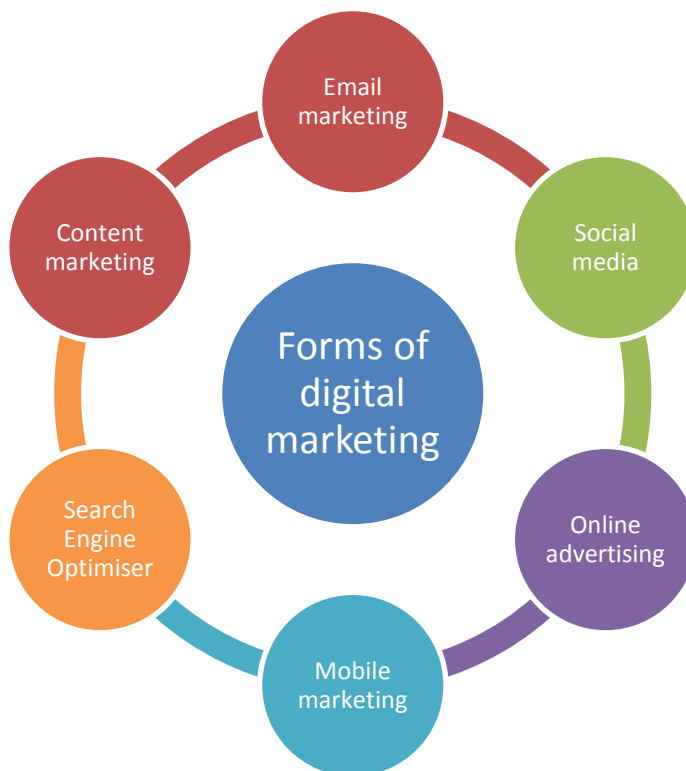 Email
marketing
Social
media
Online
advertising
Mobile
marketing
Search
Engine
Optimiser
Content
marketing
Forms of
digital
marketing